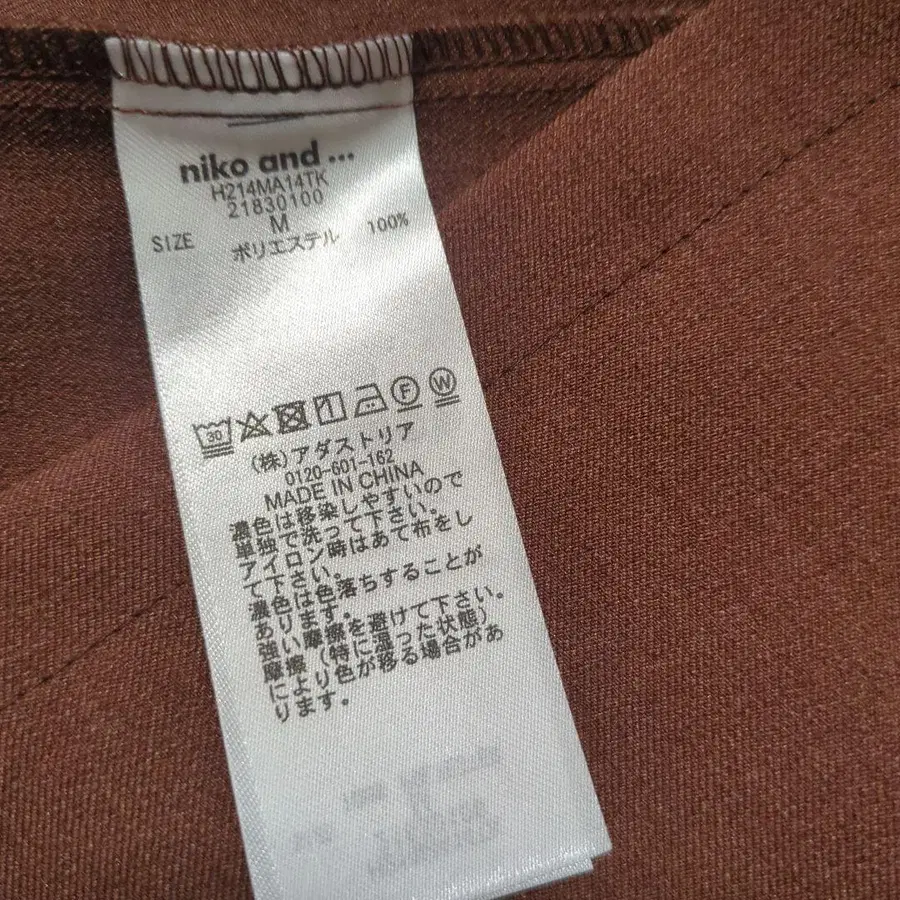 niko and ...
H214MA14TK
21830100
SIZE M
ポリエステル 100%
30 F W
(株)アダストリア
0120-601-162
MADE IN CHINA
濃色は移染しやすいので
単独で洗って下さい。
アイロン時はあて布をし
て下さい。
濃色は色落ちすることが
あります。
強い摩擦を避けて下さい。
摩擦(特に湿った状態)
により色が移る場合があ
ります。